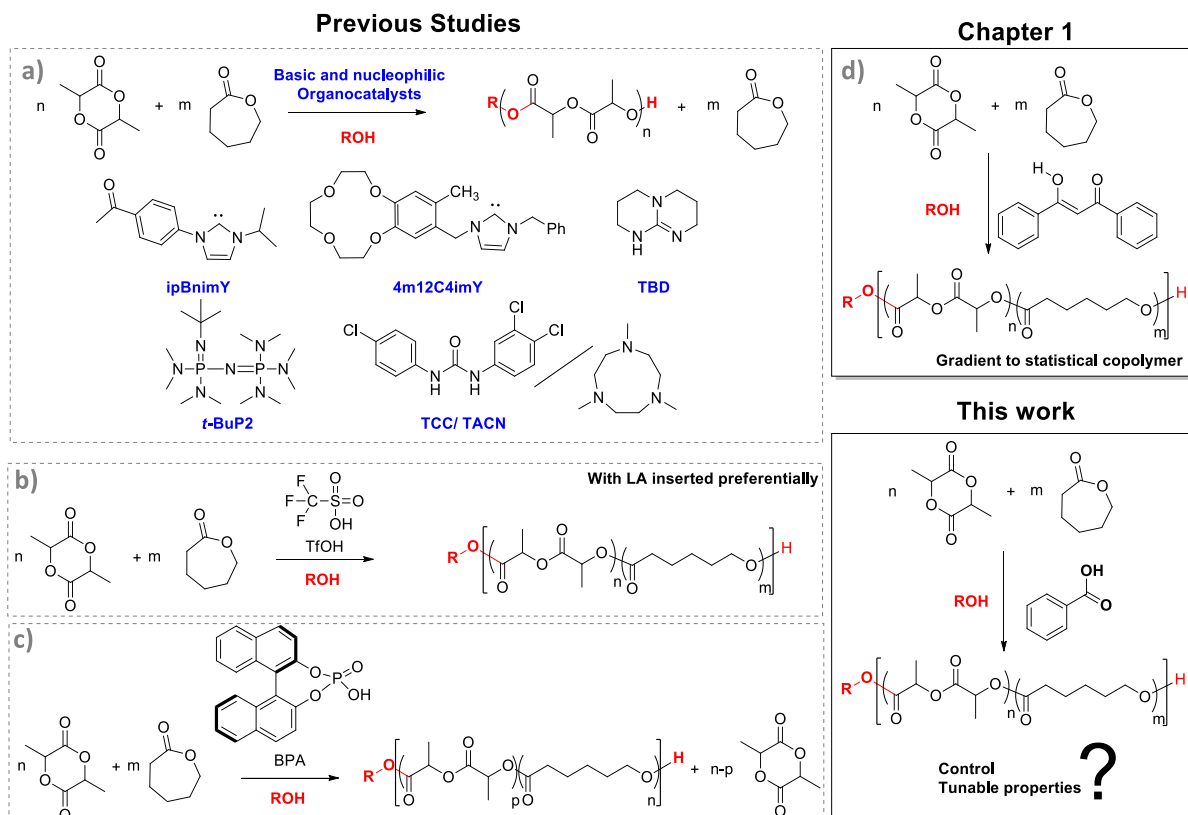 Previous Studies
a)
n
+
m
Basic and nucleophilic
Organocatalysts
ROH
+
m
ipBnimY
4m12C4imY
TBD
t-BuP2
TCC/ TACN
b)
With LA inserted preferentially
n
+ m
TfOH
ROH
c)
n
+ m
BPA
ROH
+ n-p
Chapter 1
d)
n
+ m
ROH
Gradient to statistical copolymer
This work
n
+ m
ROH
Control
Tunable properties ?